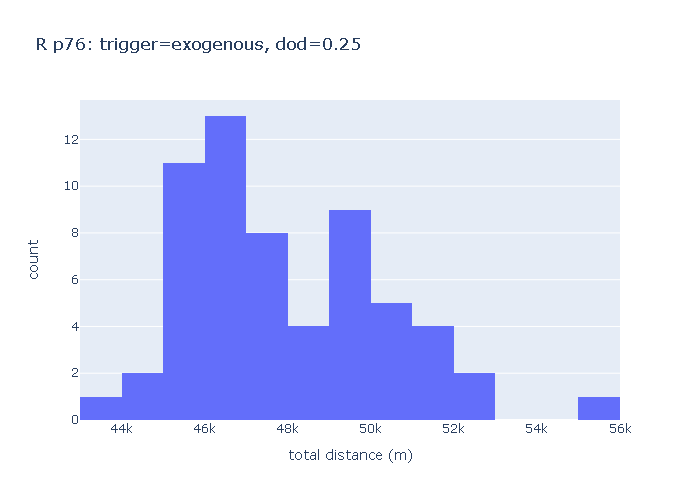 R p76: trigger=exogenous, dod=0.25
12
10
8
6
4
2
0
count
44k 46k 48k 50k 52k 54k 56k
total distance (m)